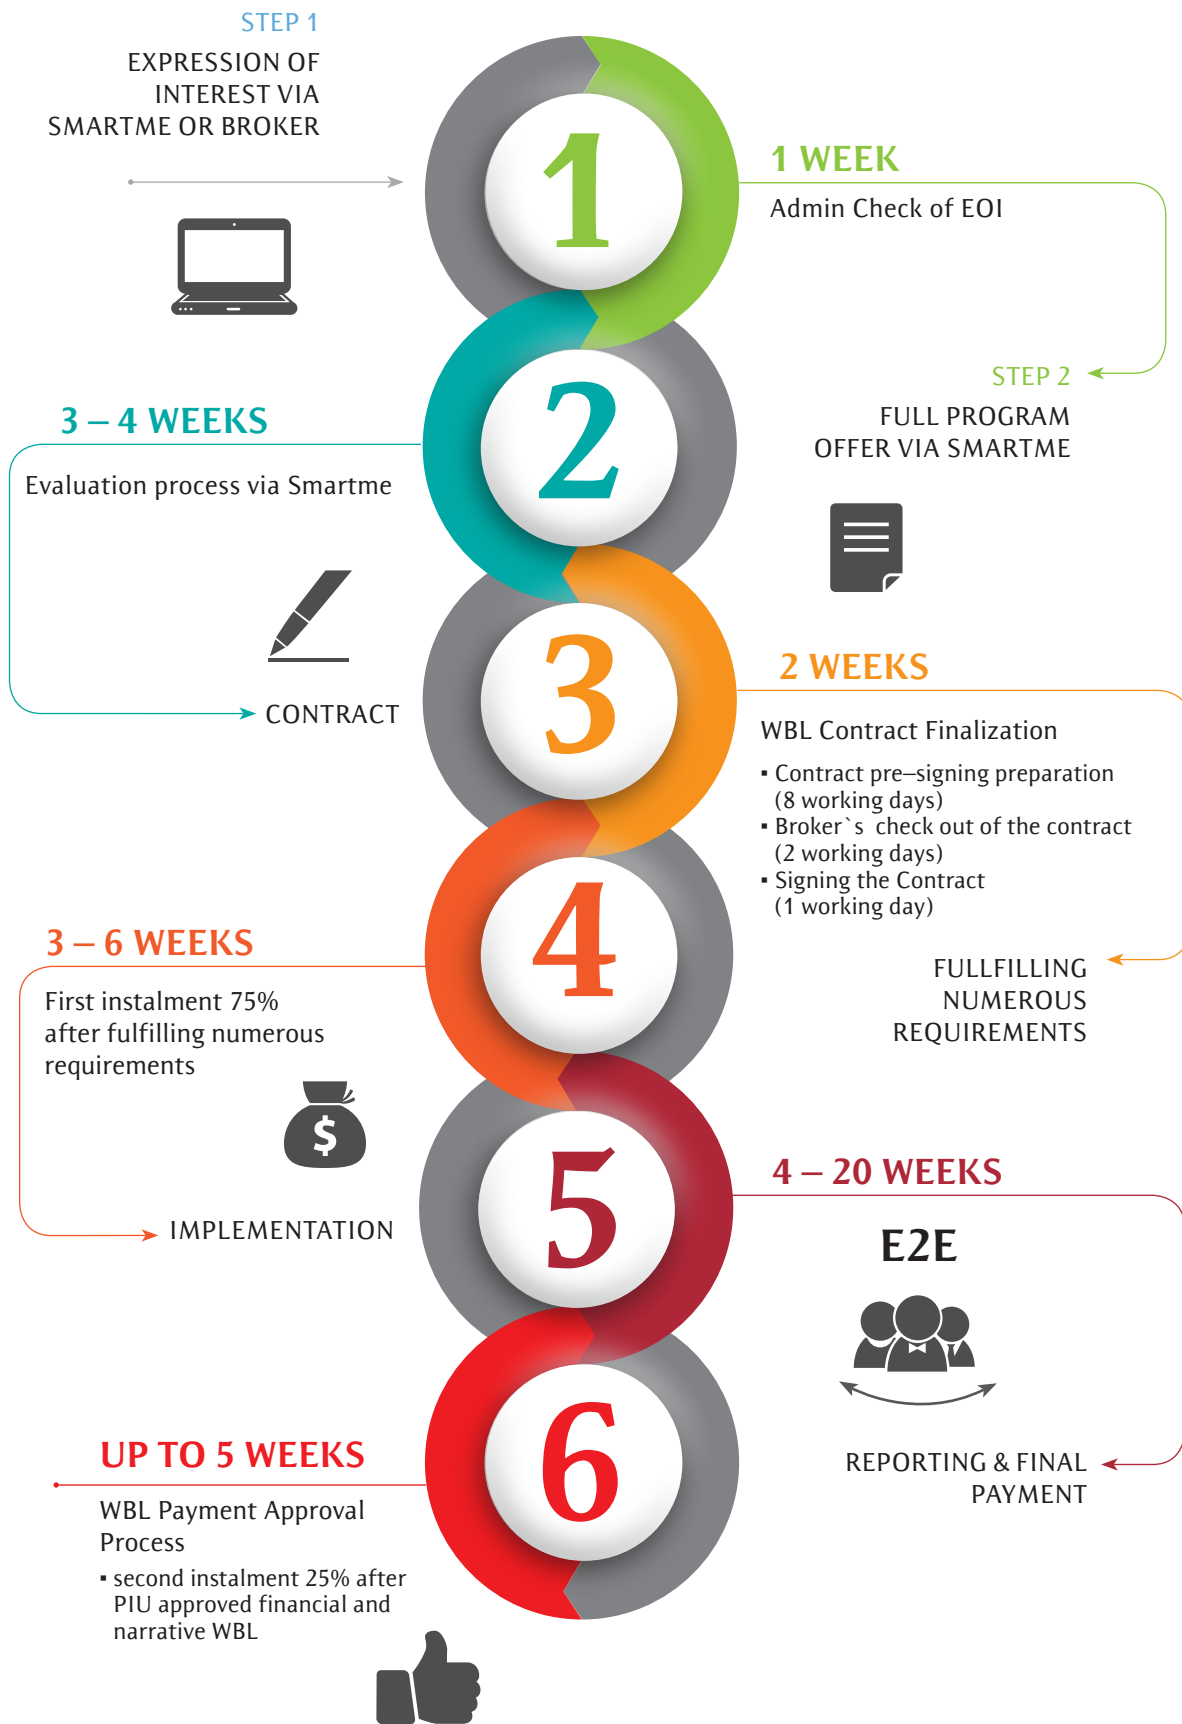 STEP 1
EXPRESSION OF
INTEREST VIA
SMARTME OR BROKER
1
1 WEEK
Admin Check of EOI
STEP 2
FULL PROGRAM
OFFER VIA SMARTME
2
3 – 4 WEEKS
Evaluation process via Smartme
CONTRACT
3
2 WEEKS
WBL Contract Finalization
▪ Contract pre–signing preparation
(8 working days)
▪ Broker`s check out of the contract
(2 working days)
▪ Signing the Contract
(1 working day)
FULLFILLING
NUMEROUS
REQUIREMENTS
4
3 – 6 WEEKS
First instalment 75%
after fulfilling numerous
requirements
$
IMPLEMENTATION
5
4 – 20 WEEKS
E2E
REPORTING & FINAL
PAYMENT
6
UP TO 5 WEEKS
WBL Payment Approval
Process
▪ second instalment 25% after
PIU approved financial and
narrative WBL